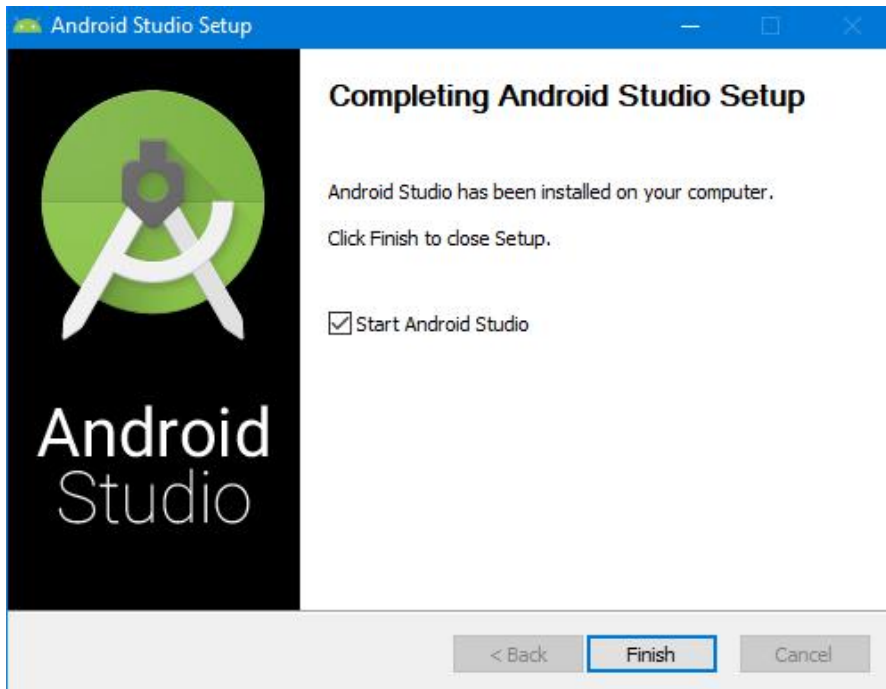 Android Studio Setup
Completing Android Studio Setup
Android Studio has been installed on your computer.
Click Finish to close Setup.
Start Android Studio
Android
Studio
< Back
Finish
Cancel